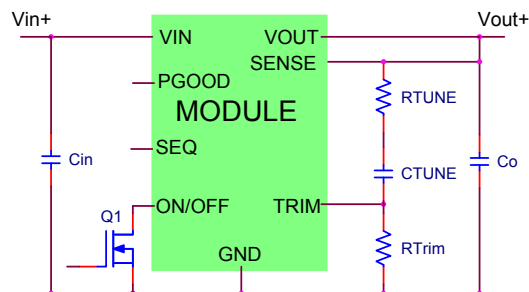 Vin+
Vout+
VIN
VOUT
SENSE
PGOOD
RTUNE
MODULE
Cin
SEQ
CTUNE
Co
Q1
ON/OFF
TRIM
RTrim
GND